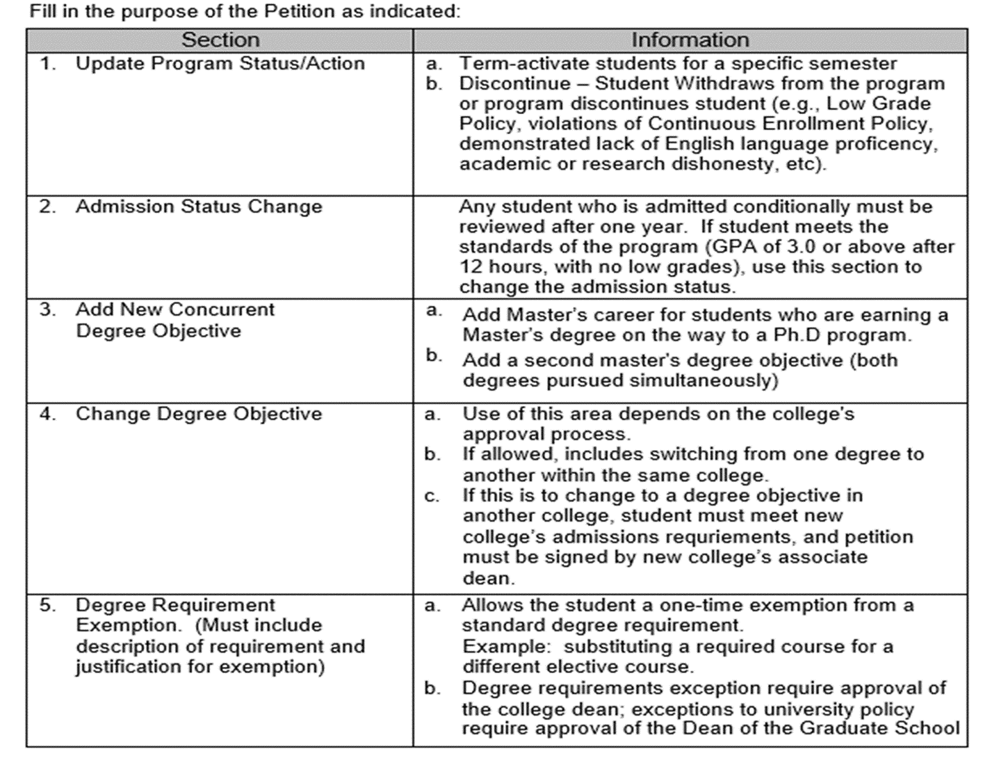 Fill in the purpose of the Petition as indicated:
Section
Information
1. Update Program Status/Action
a. Term-activate students for a specific semester
b. Discontinue – Student Withdraws from the program
or program discontinues student (e.g., Low Grade
Policy, violations of Continuous Enrollment Policy,
demonstrated lack of English language proficency,
academic or research dishonesty, etc).
2. Admission Status Change
Any student who is admitted conditionally must be
reviewed after one year. If student meets the
standards of the program (GPA of 3.0 or above after
12 hours, with no low grades), use this section to
change the admission status.
3. Add New Concurrent
Degree Objective
a. Add Master's career for students who are earning a
Master's degree on the way to a Ph.D program.
b. Add a second master's degree objective (both
degrees pursued simultaneously)
4. Change Degree Objective
a. Use of this area depends on the college's
approval process.
b. If allowed, includes switching from one degree to
another within the same college.
c. If this is to change to a degree objective in
another college, student must meet new
college's admissions requriements, and petition
must be signed by new college's associate
dean.
5. Degree Requirement
Exemption. (Must include
description of requirement and
justification for exemption)
a. Allows the student a one-time exemption from a
standard degree requirement.
Example: substituting a required course for a
different elective course.
b. Degree requirements exception require approval of
the college dean; exceptions to university policy
require approval of the Dean of the Graduate School